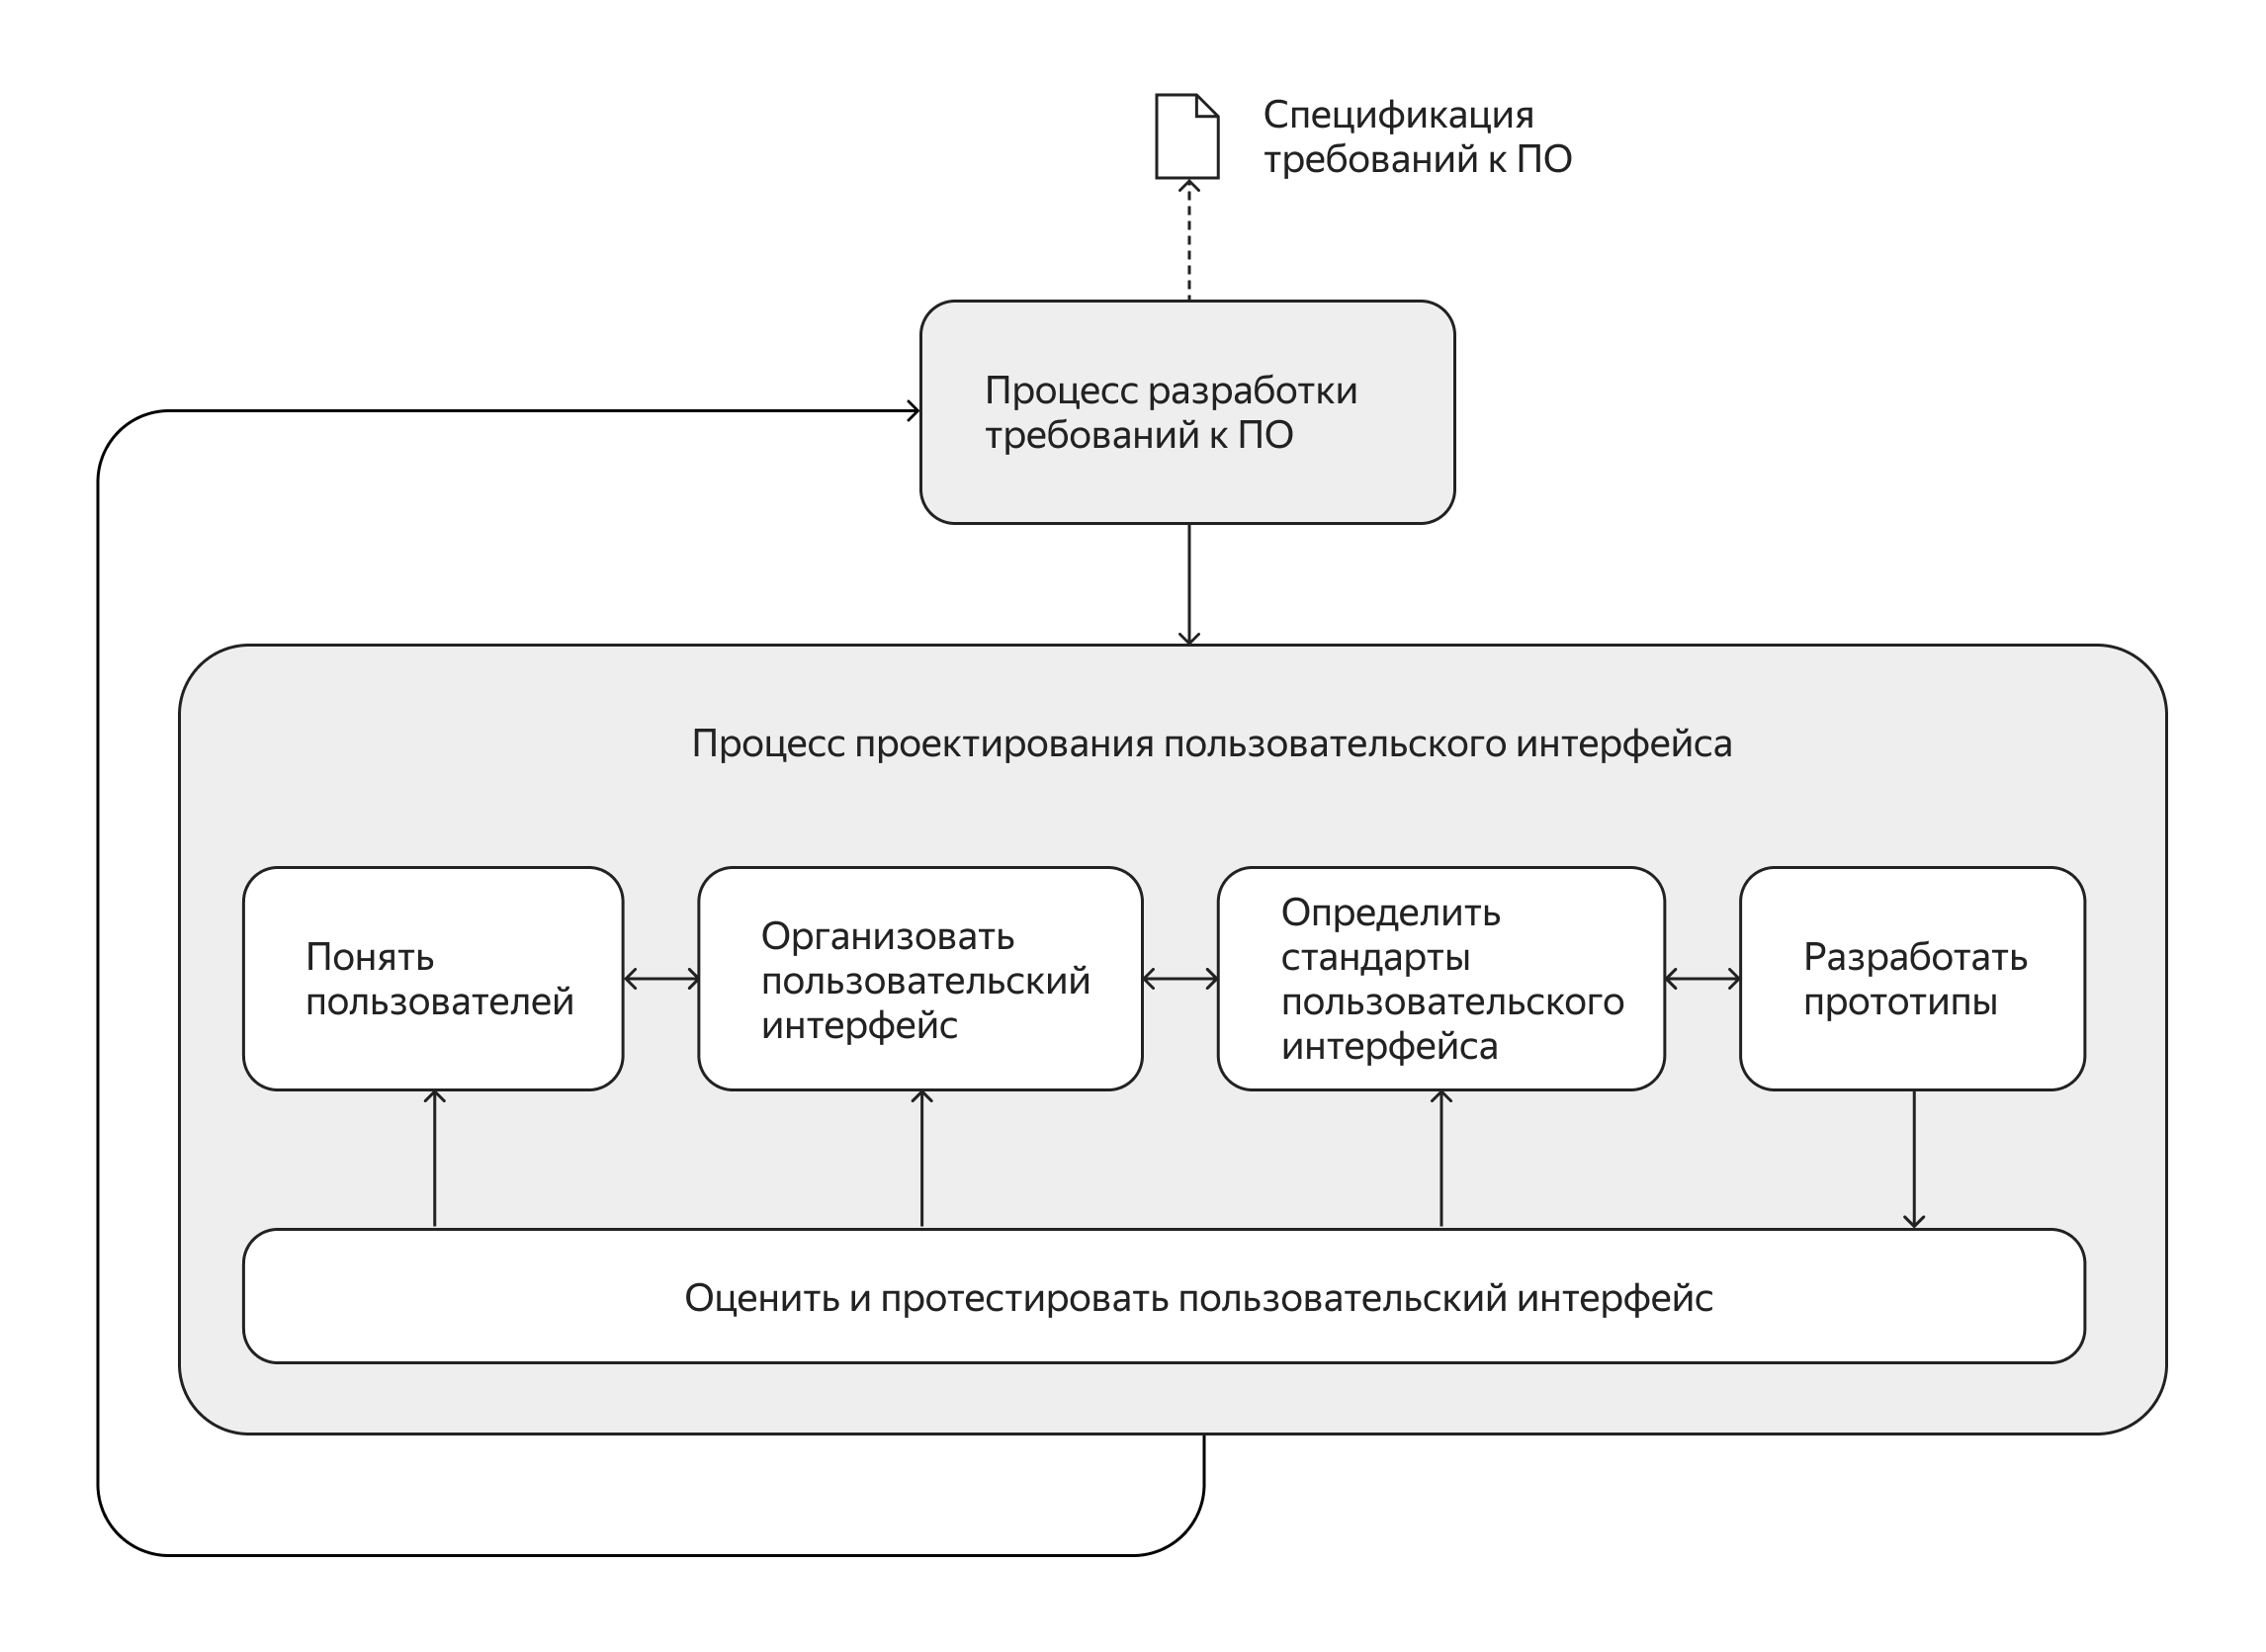 Спецификация
требований к ПО
Процесс разработки
требований к ПО
Процесс проектирования пользовательского интерфейса
Понять
пользователей
Организовать
пользовательский
интерфейс
Определить
стандарты
пользовательского
интерфейса
Разработать
прототипы
Оценить и протестировать пользовательский интерфейс